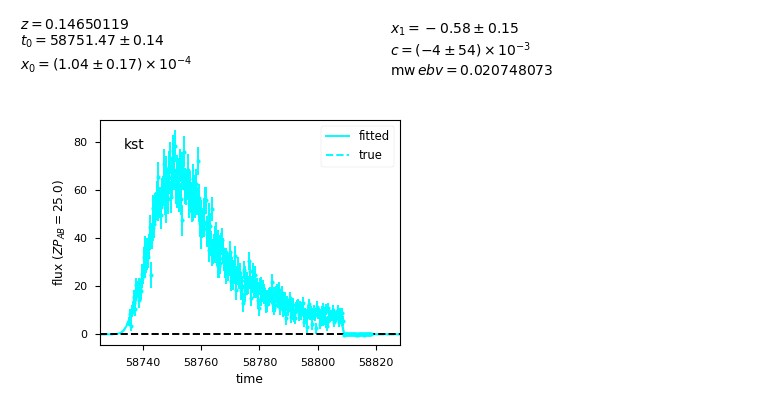 z = 0.14650119
t₀ = 58751.47 ± 0.14
x₀ = (1.04 ± 0.17) × 10⁻⁴
x₁ = −0.58 ± 0.15
c = (−4 ± 54) × 10⁻³
mw ebv = 0.020748073
kst
fitted
true
flux (ZP_AB = 25.0)
80
60
40
20
0
58740 58760 58780 58800 58820
time